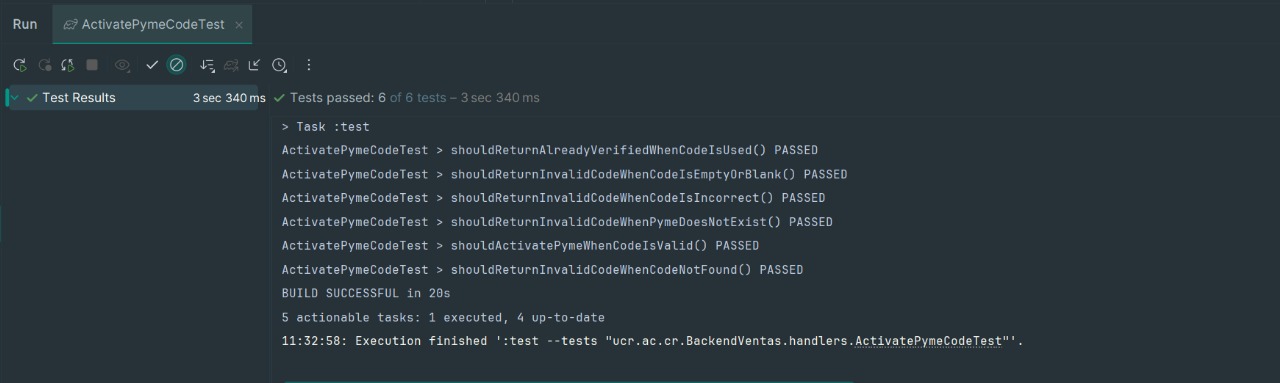 Run ActivatePymeCodeTest ×
Test Results 3 sec 340 ms
Tests passed: 6 of 6 tests – 3 sec 340 ms
> Task :test
ActivatePymeCodeTest > shouldReturnAlreadyVerifiedWhenCodeIsUsed() PASSED
ActivatePymeCodeTest > shouldReturnInvalidCodeWhenCodeIsEmptyOrBlank() PASSED
ActivatePymeCodeTest > shouldReturnInvalidCodeWhenCodeIsIncorrect() PASSED
ActivatePymeCodeTest > shouldReturnInvalidCodeWhenPymeDoesNotExist() PASSED
ActivatePymeCodeTest > shouldActivatePymeWhenCodeIsValid() PASSED
ActivatePymeCodeTest > shouldReturnInvalidCodeWhenCodeNotFound() PASSED
BUILD SUCCESSFUL in 20s
5 actionable tasks: 1 executed, 4 up-to-date
11:32:58: Execution finished ':test --tests "ucr.ac.cr.BackendVentas.handlers.ActivatePymeCodeTest"'.